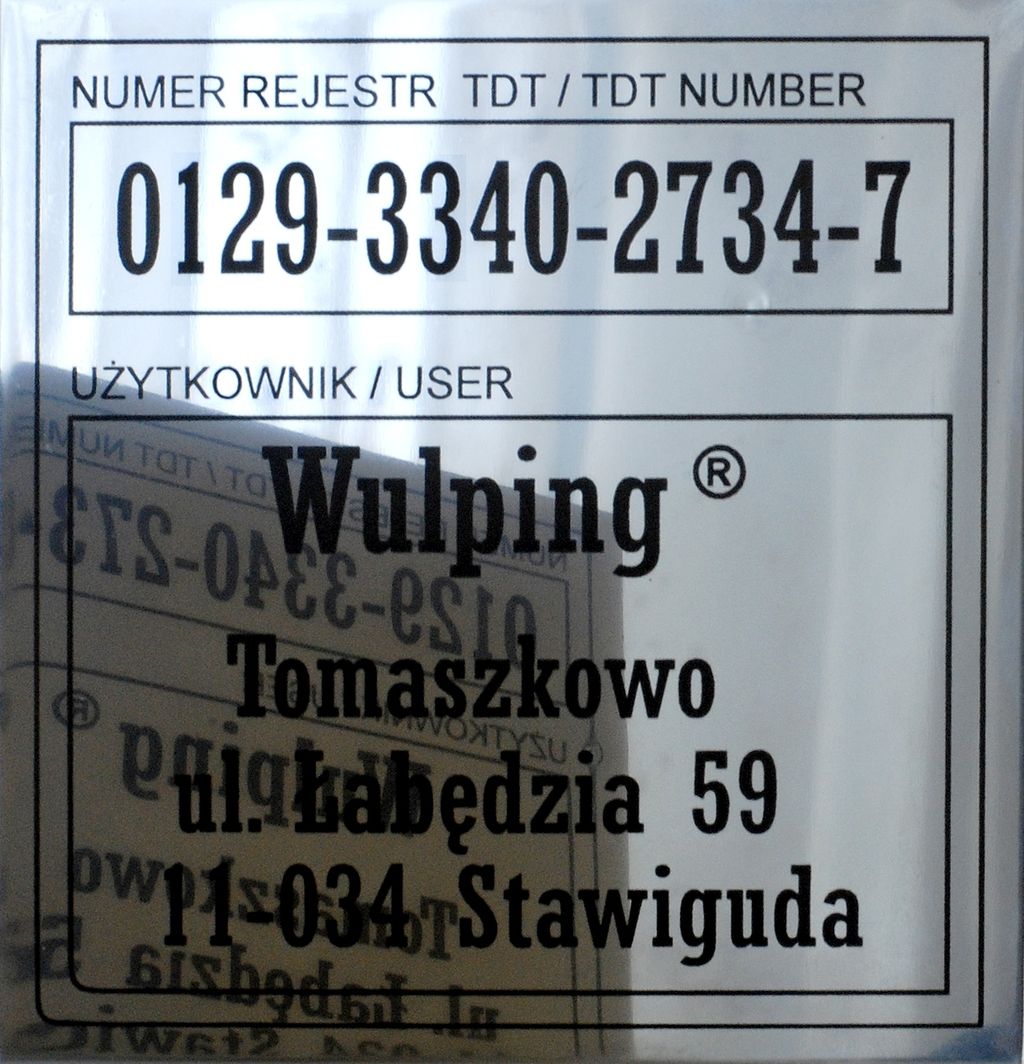 NUMER REJESTR TDT / TDT NUMBER
0129-3340-2734-7
UŻYTKOWNIK / USER
Wulping ®
Tomaszkowo
ul. Łabędzia 59
11-034 Stawiguda